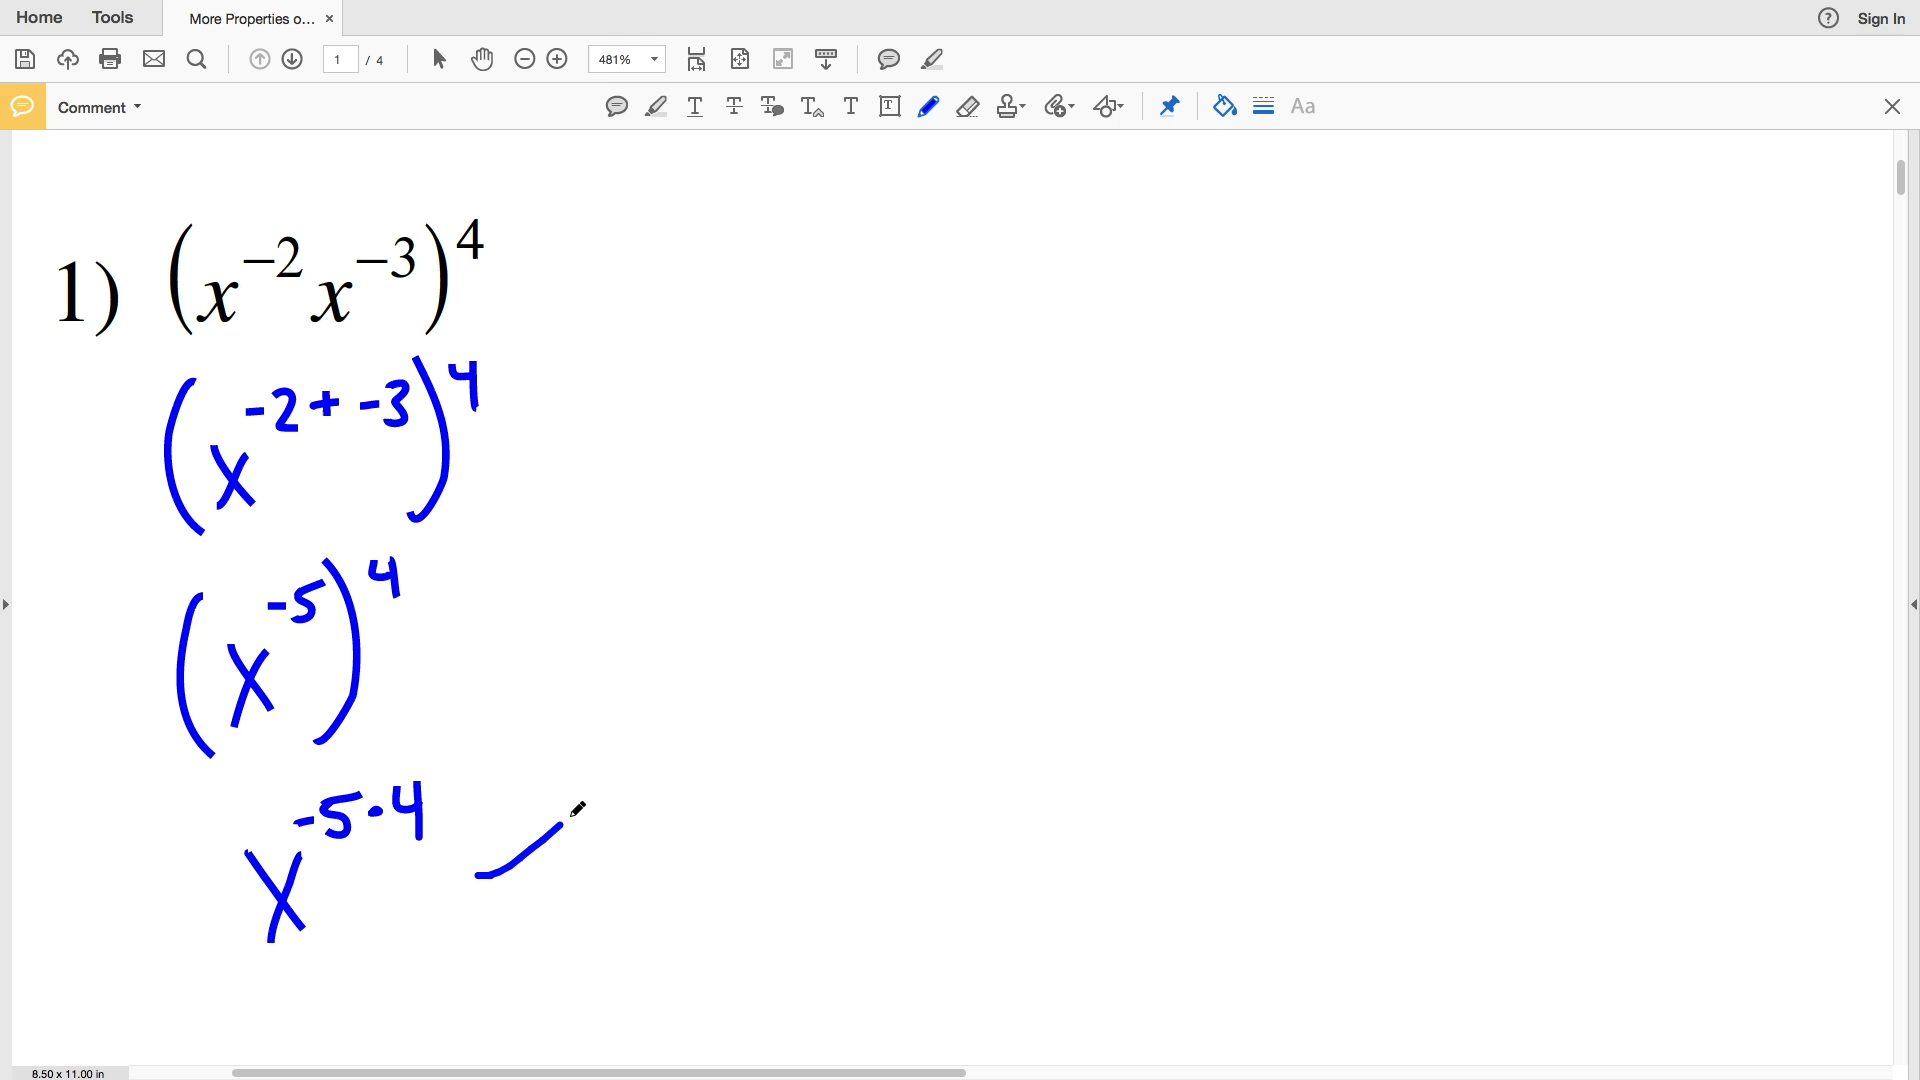 Home Tools More Properties o... × ? Sign In
1 / 4 481%
Comment T T T T T T Aa
1) (x⁻² x⁻³)⁴
(x⁻²⁺⁻³)⁴
(x⁻⁵)⁴
x⁻⁵·⁴
8.50 x 11.00 in